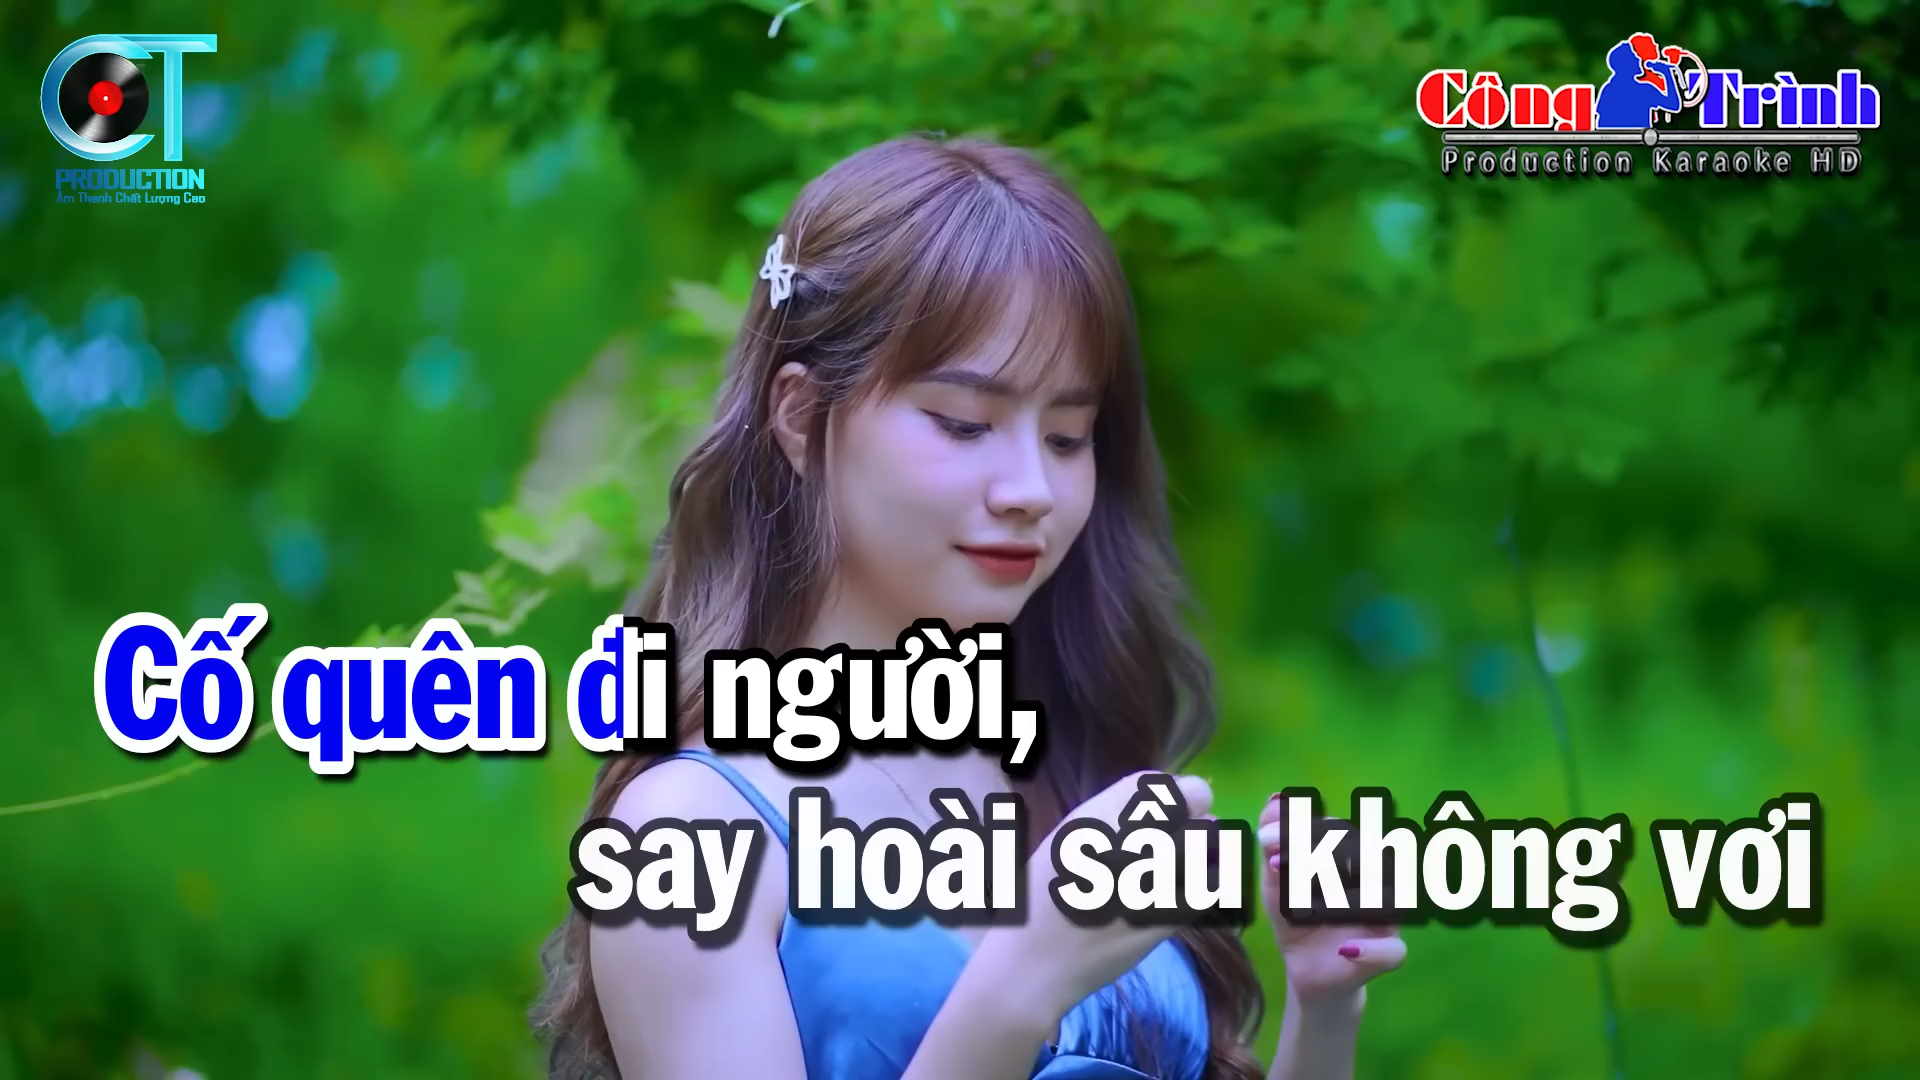 CT
PRODUCTION
Âm Thanh Chất Lượng Cao
Công Trình
Production Karaoke HD
Cố quên đi người,
say hoài sầu không vơi